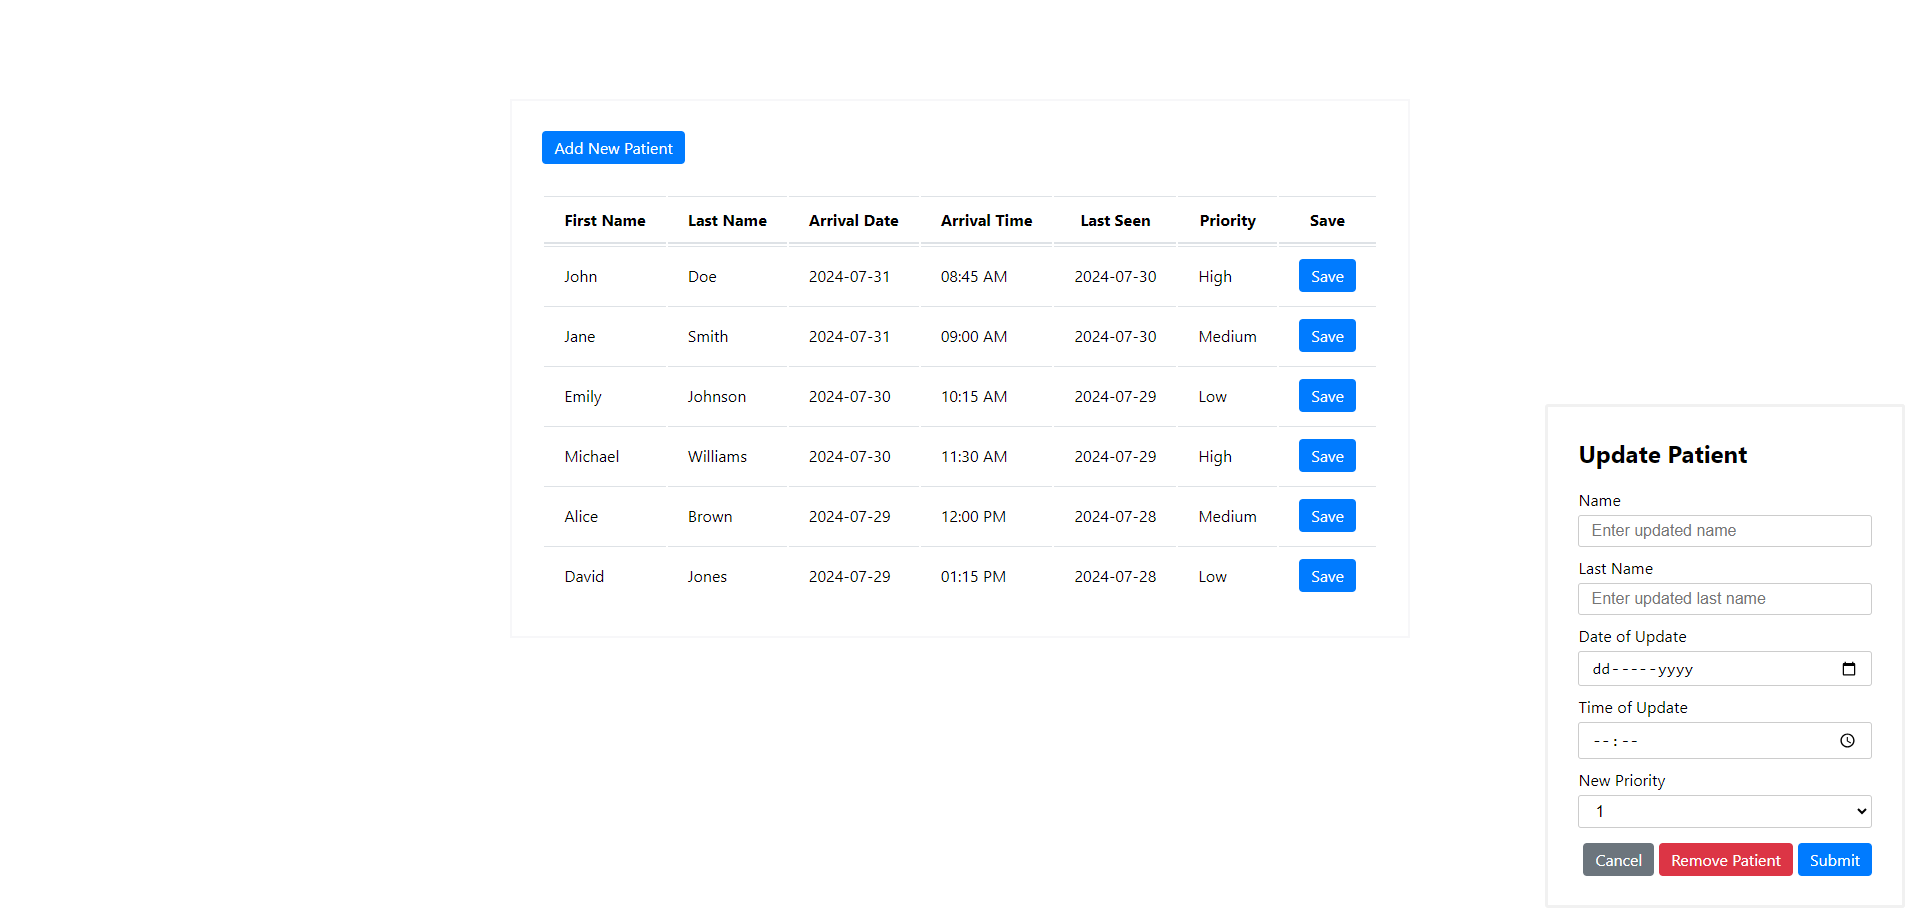 Add New Patient
First Name Last Name Arrival Date Arrival Time Last Seen Priority Save
John Doe 2024-07-31 08:45 AM 2024-07-30 High Save
Jane Smith 2024-07-31 09:00 AM 2024-07-30 Medium Save
Emily Johnson 2024-07-30 10:15 AM 2024-07-29 Low Save
Michael Williams 2024-07-30 11:30 AM 2024-07-29 High Save
Alice Brown 2024-07-29 12:00 PM 2024-07-28 Medium Save
David Jones 2024-07-29 01:15 PM 2024-07-28 Low Save
Update Patient
Name
Enter updated name
Last Name
Enter updated last name
Date of Update
dd-----yyyy
Time of Update
--:--
New Priority
1
Cancel Remove Patient Submit